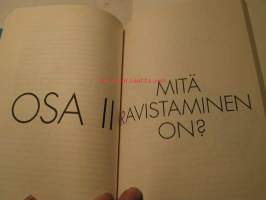 OSA II
MITÄ
RAVISTAMINEN
ON?